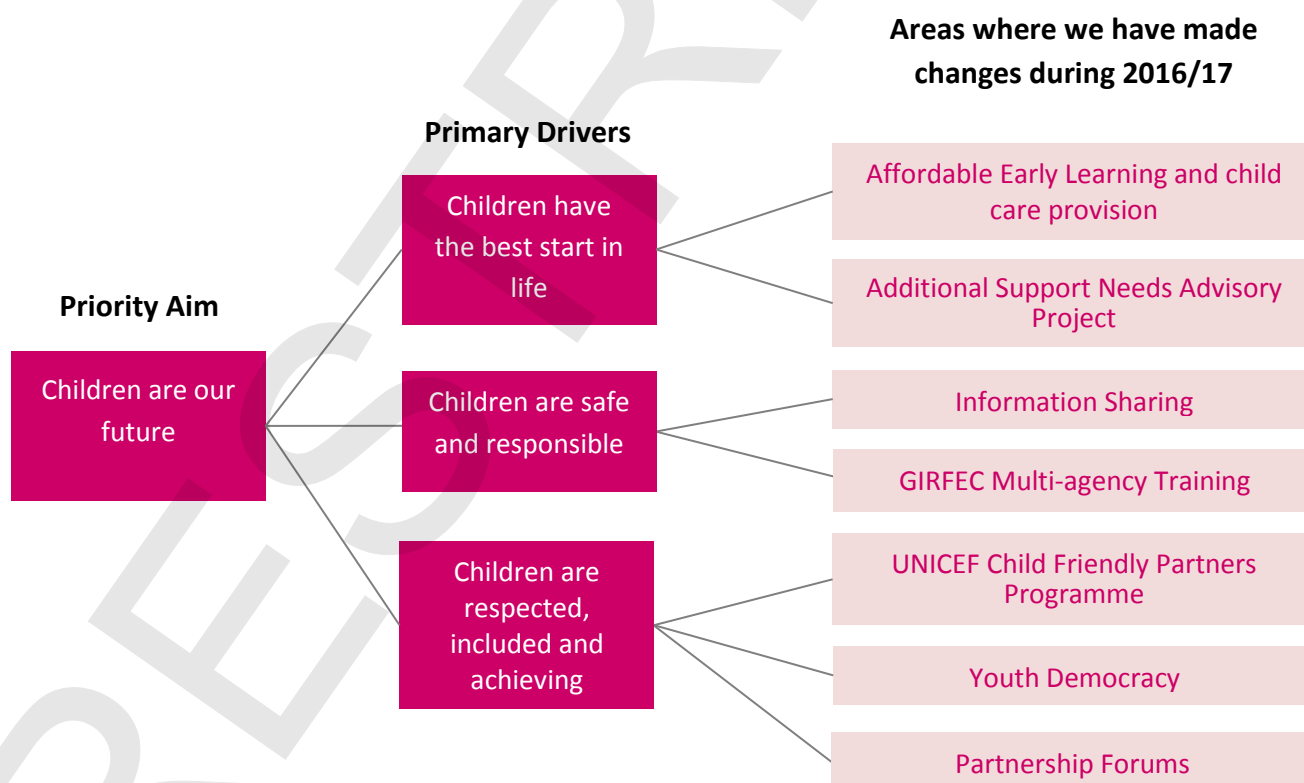 Areas where we have made
changes during 2016/17
Primary Drivers
Priority Aim
Children are our
future
Children have
the best start in
life
Children are safe
and responsible
Children are
respected,
included and
achieving
Affordable Early Learning and child
care provision
Additional Support Needs Advisory
Project
Information Sharing
GIRFEC Multi-agency Training
UNICEF Child Friendly Partners
Programme
Youth Democracy
Partnership Forums